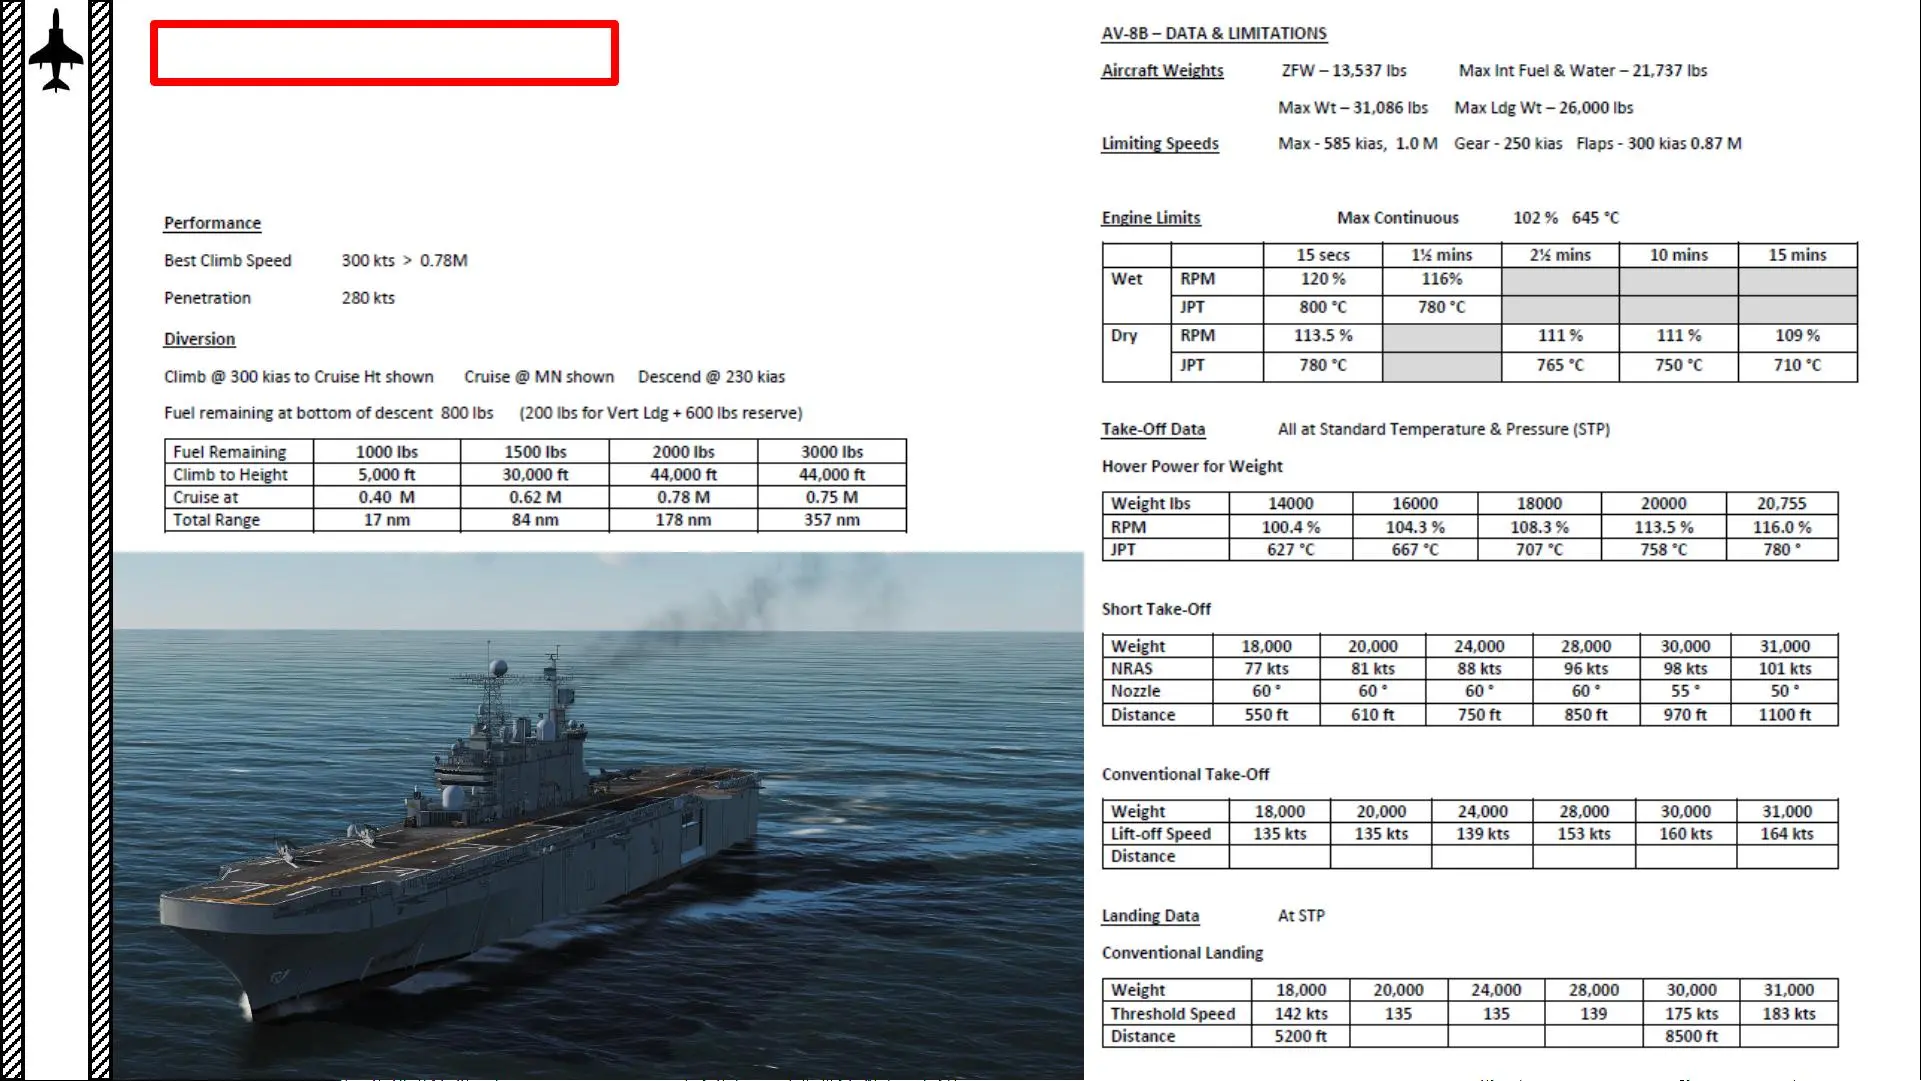 Performance
Best Climb Speed 300 kts > 0.78M
Penetration 280 kts
Diversion
Climb @ 300 kias to Cruise Ht shown Cruise @ MN shown Descend @ 230 kias
Fuel remaining at bottom of descent 800 lbs (200 lbs for Vert Ldg + 600 lbs reserve)
Fuel Remaining 1000 lbs 1500 lbs 2000 lbs 3000 lbs
Climb to Height 5,000 ft 30,000 ft 44,000 ft 44,000 ft
Cruise at 0.40 M 0.62 M 0.78 M 0.75 M
Total Range 17 nm 84 nm 178 nm 357 nm
AV-8B – DATA & LIMITATIONS
Aircraft Weights ZFW – 13,537 lbs Max Int Fuel & Water – 21,737 lbs
Max Wt – 31,086 lbs Max Ldg Wt – 26,000 lbs
Limiting Speeds Max - 585 kias, 1.0 M Gear - 250 kias Flaps - 300 kias 0.87 M
Engine Limits Max Continuous 102 % 645 °C
15 secs 1½ mins 2½ mins 10 mins 15 mins
Wet RPM 120 % 116%
JPT 800 °C 780 °C
Dry RPM 113.5 % 111 % 111 % 109 %
JPT 780 °C 765 °C 750 °C 710 °C
Take-Off Data All at Standard Temperature & Pressure (STP)
Hover Power for Weight
Weight lbs 14000 16000 18000 20000 20,755
RPM 100.4 % 104.3 % 108.3 % 113.5 % 116.0 %
JPT 627 °C 667 °C 707 °C 758 °C 780 °
Short Take-Off
Weight 18,000 20,000 24,000 28,000 30,000 31,000
NRAS 77 kts 81 kts 88 kts 96 kts 98 kts 101 kts
Nozzle 60 ° 60 ° 60 ° 60 ° 55 ° 50 °
Distance 550 ft 610 ft 750 ft 850 ft 970 ft 1100 ft
Conventional Take-Off
Weight 18,000 20,000 24,000 28,000 30,000 31,000
Lift-off Speed 135 kts 135 kts 139 kts 153 kts 160 kts 164 kts
Distance
Landing Data At STP
Conventional Landing
Weight 18,000 20,000 24,000 28,000 30,000 31,000
Threshold Speed 142 kts 135 135 139 175 kts 183 kts
Distance 5200 ft 8500 ft